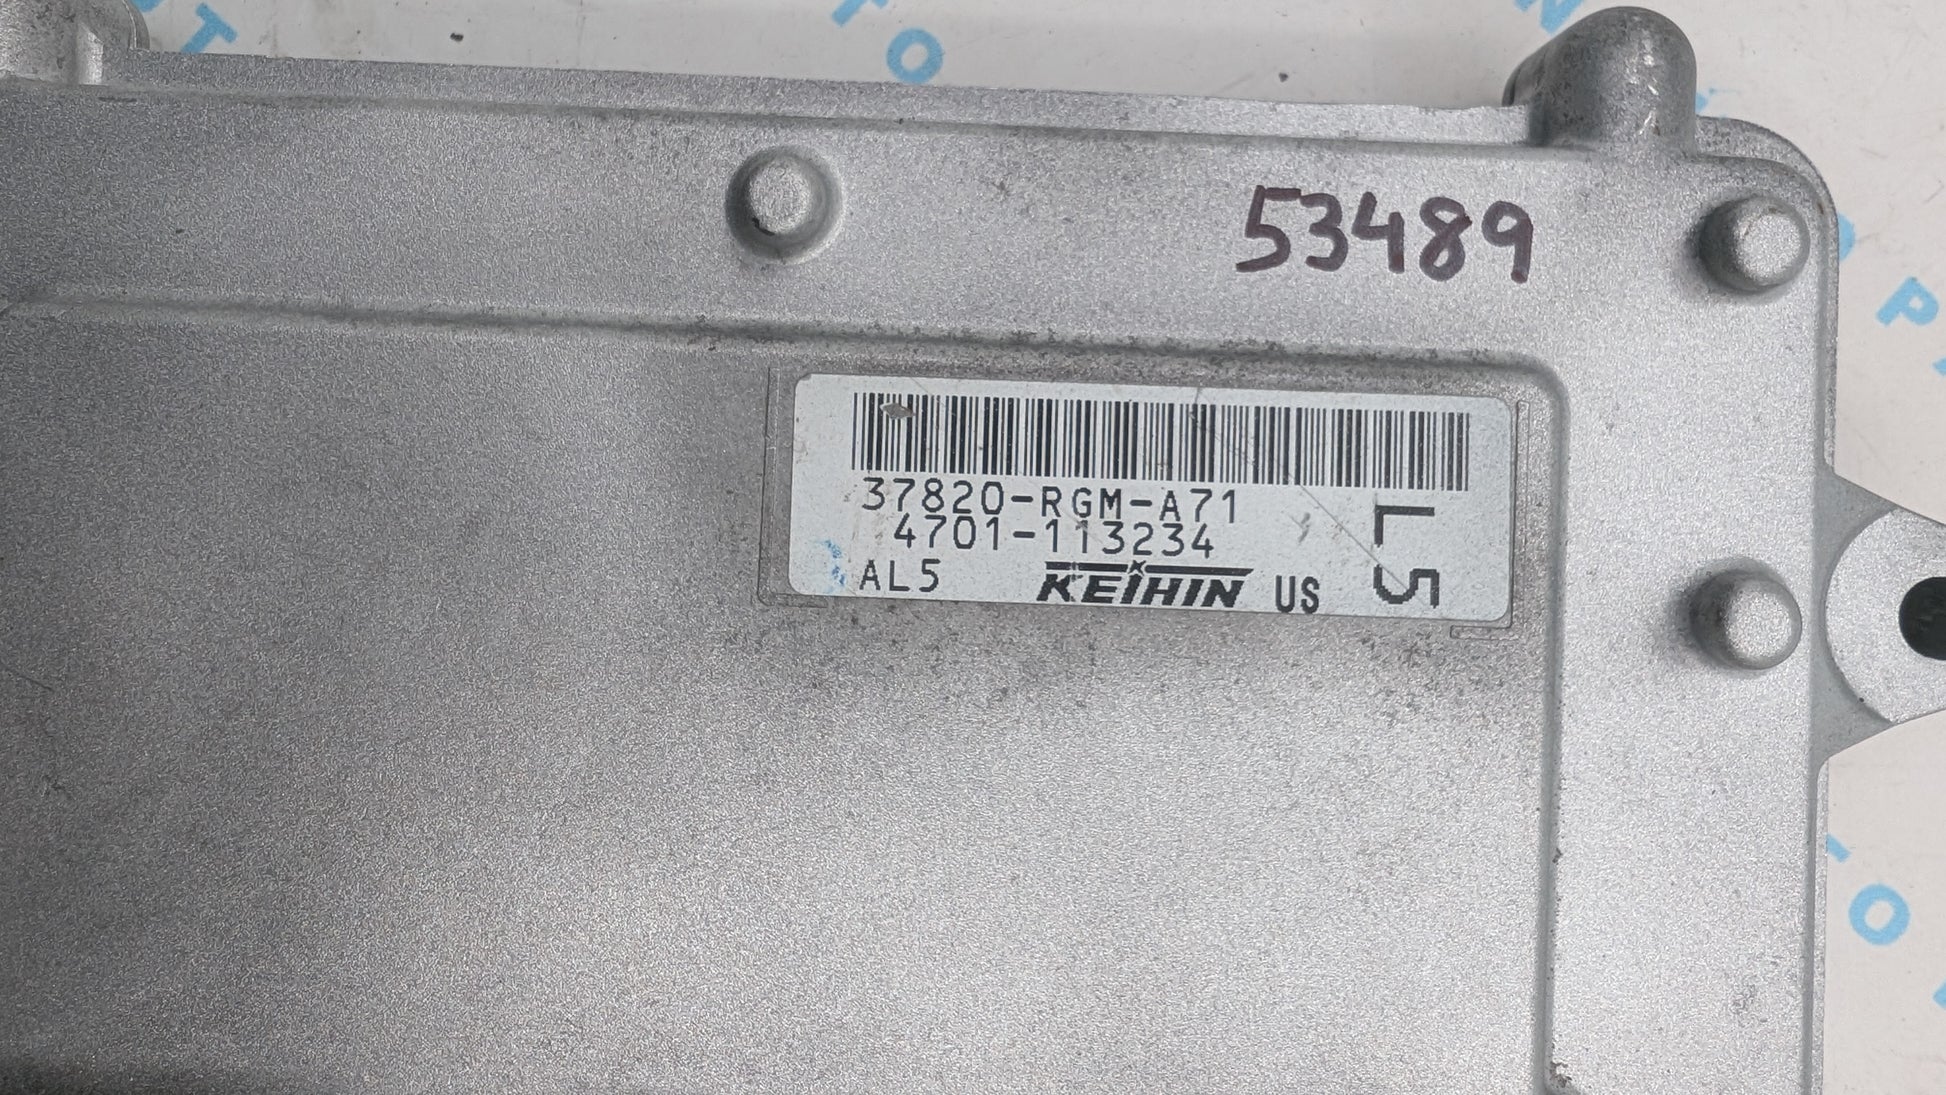 53489
37820-RGM-A71
4701-113234
AL5 KEIHIN US
L5